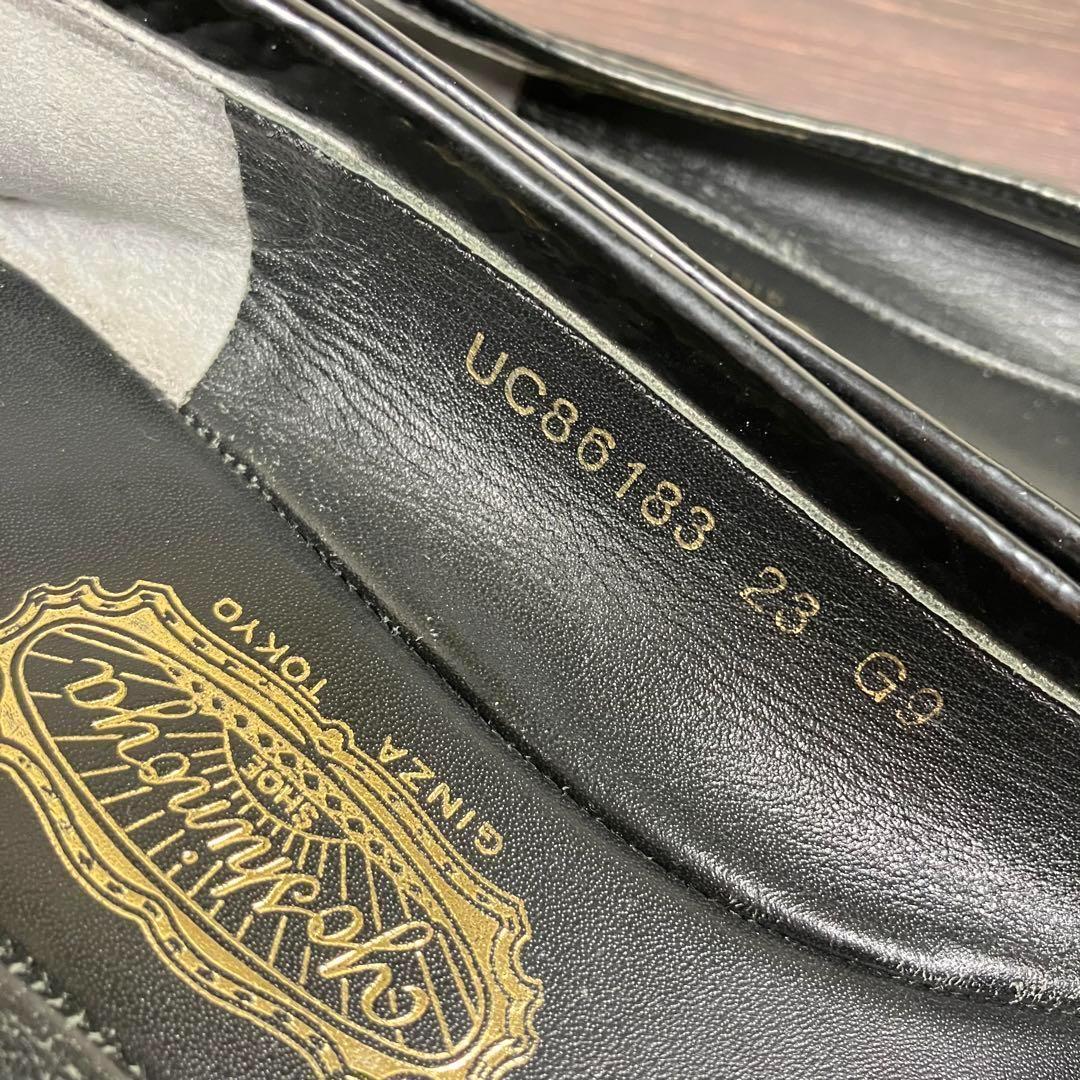 UC86183 23 G9
yoshinoya
SHOE
GINZA TOKYO